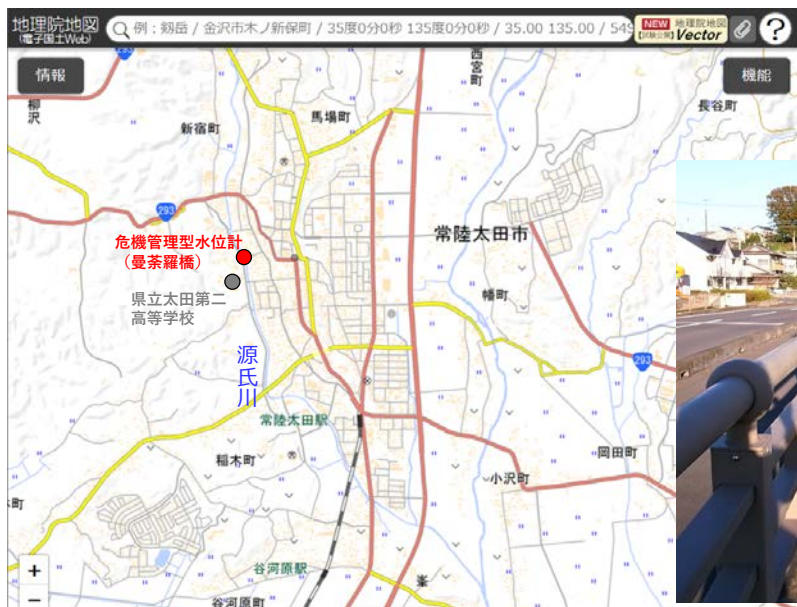 地理院地図
(電子国土Web)
例：剱岳 / 金沢市木ノ新保町 / 35度0分0秒 135度0分0秒 / 35.00 135.00 / 54S
NEW
地理院地図
【試験公開】Vector
?
情報
機能
西宮町
長谷町
柳沢
新宿町
馬場町
293
危機管理型水位計
（曼荼羅橋）
県立太田第二
高等学校
常陸太田市
幡町
293
源氏川
常陸太田駅
稲木町
岡田町
小沢町
町
+
谷河原駅
峯
−
谷河原町